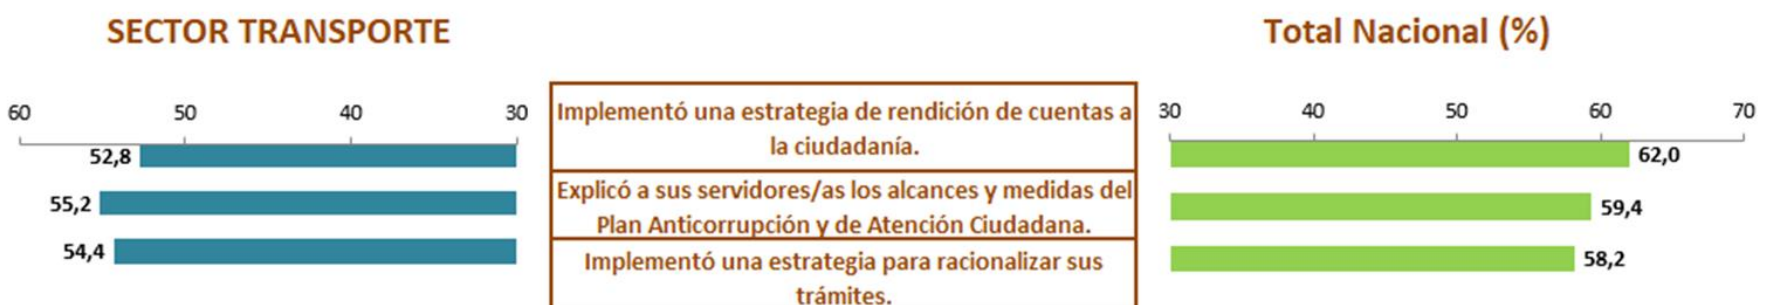 SECTOR TRANSPORTE
Total Nacional (%)
60 50 40 30
30 40 50 60 70
Implementó una estrategia de rendición de cuentas a
la ciudadanía.
52,8
62,0
Explicó a sus servidores/as los alcances y medidas del
Plan Anticorrupción y de Atención Ciudadana.
55,2
59,4
Implementó una estrategia para racionalizar sus
trámites.
54,4
58,2